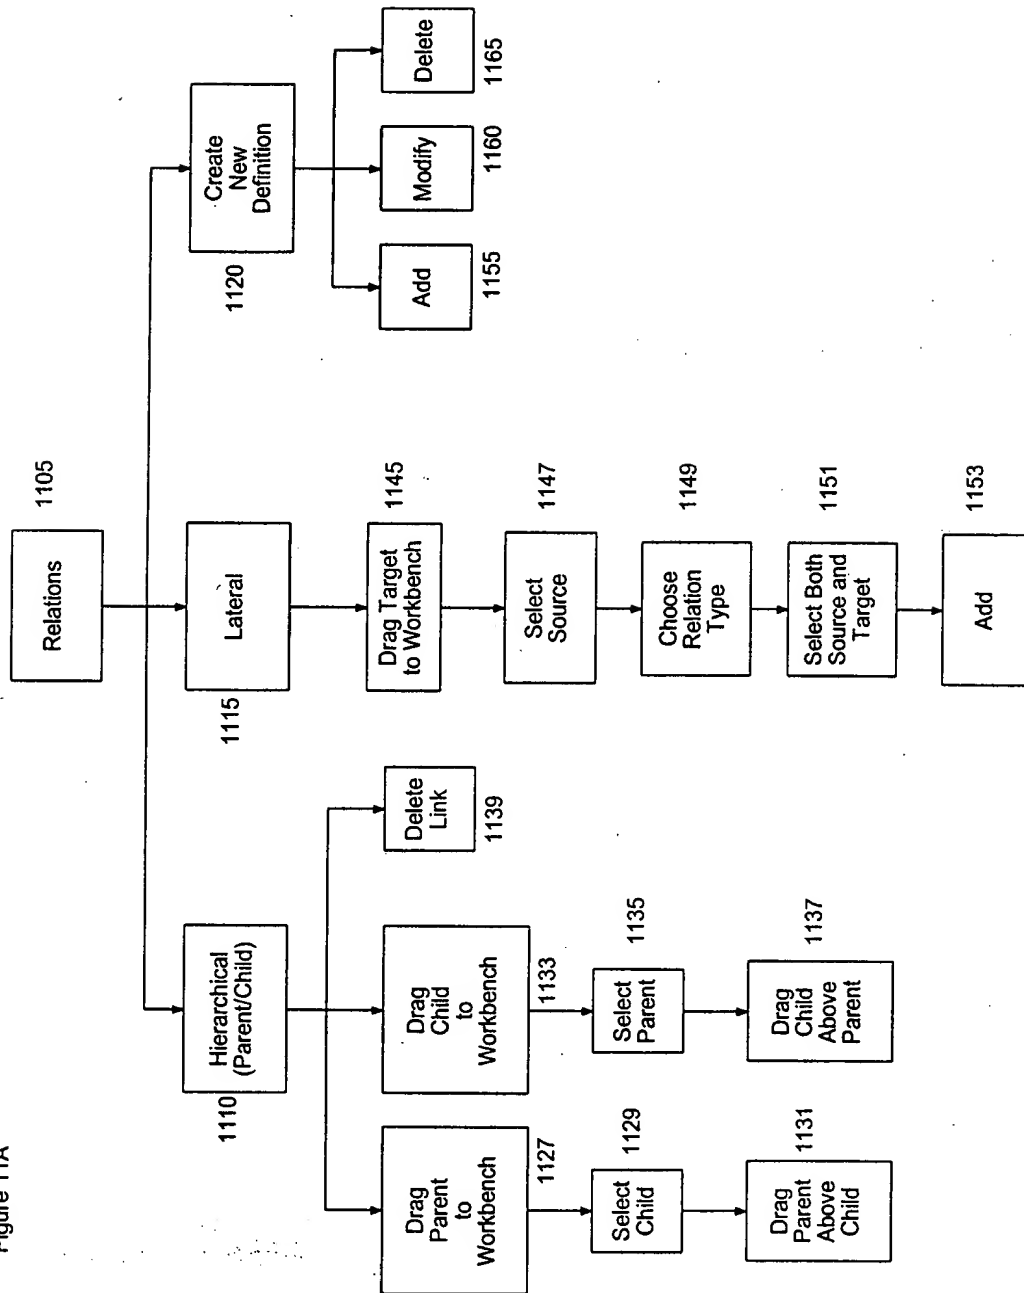 Figure 11A
Relations
1105
Hierarchical
(Parent/Child)
1110
Lateral
1115
Create
New
Definition
1120
Drag
Parent
to
Workbench
1127
Drag
Child
to
Workbench
1133
Delete
Link
1139
Drag Target
to Workbench
1145
Add
1155
Modify
1160
Delete
1165
Select
Child
1129
Select
Parent
1135
Select
Source
1147
Drag
Parent
Above
Child
1131
Drag
Child
Above
Parent
1137
Choose
Relation
Type
1149
Select Both
Source and
Target
1151
Add
1153